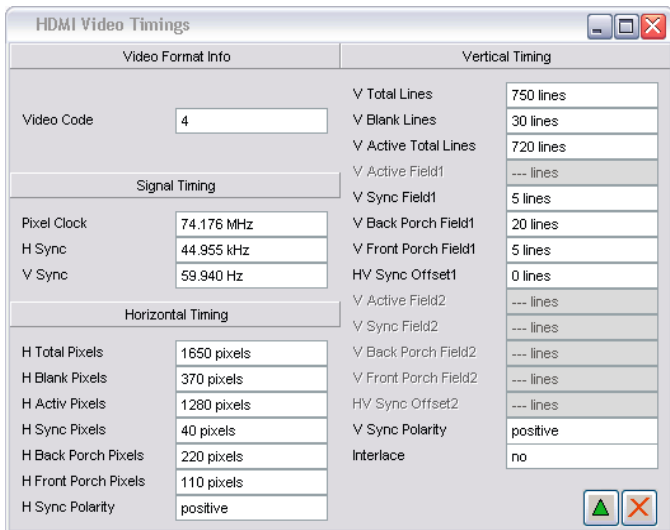 HDMI Video Timings
Video Format Info
Video Code 4
Signal Timing
Pixel Clock 74.176 MHz
H Sync 44.955 kHz
V Sync 59.940 Hz
Horizontal Timing
H Total Pixels 1650 pixels
H Blank Pixels 370 pixels
H Activ Pixels 1280 pixels
H Sync Pixels 40 pixels
H Back Porch Pixels 220 pixels
H Front Porch Pixels 110 pixels
H Sync Polarity positive
Vertical Timing
V Total Lines 750 lines
V Blank Lines 30 lines
V Active Total Lines 720 lines
V Active Field1 --- lines
V Sync Field1 5 lines
V Back Porch Field1 20 lines
V Front Porch Field1 5 lines
HV Sync Offset1 0 lines
V Active Field2 --- lines
V Sync Field2 --- lines
V Back Porch Field2 --- lines
V Front Porch Field2 --- lines
HV Sync Offset2 --- lines
V Sync Polarity positive
Interlace no